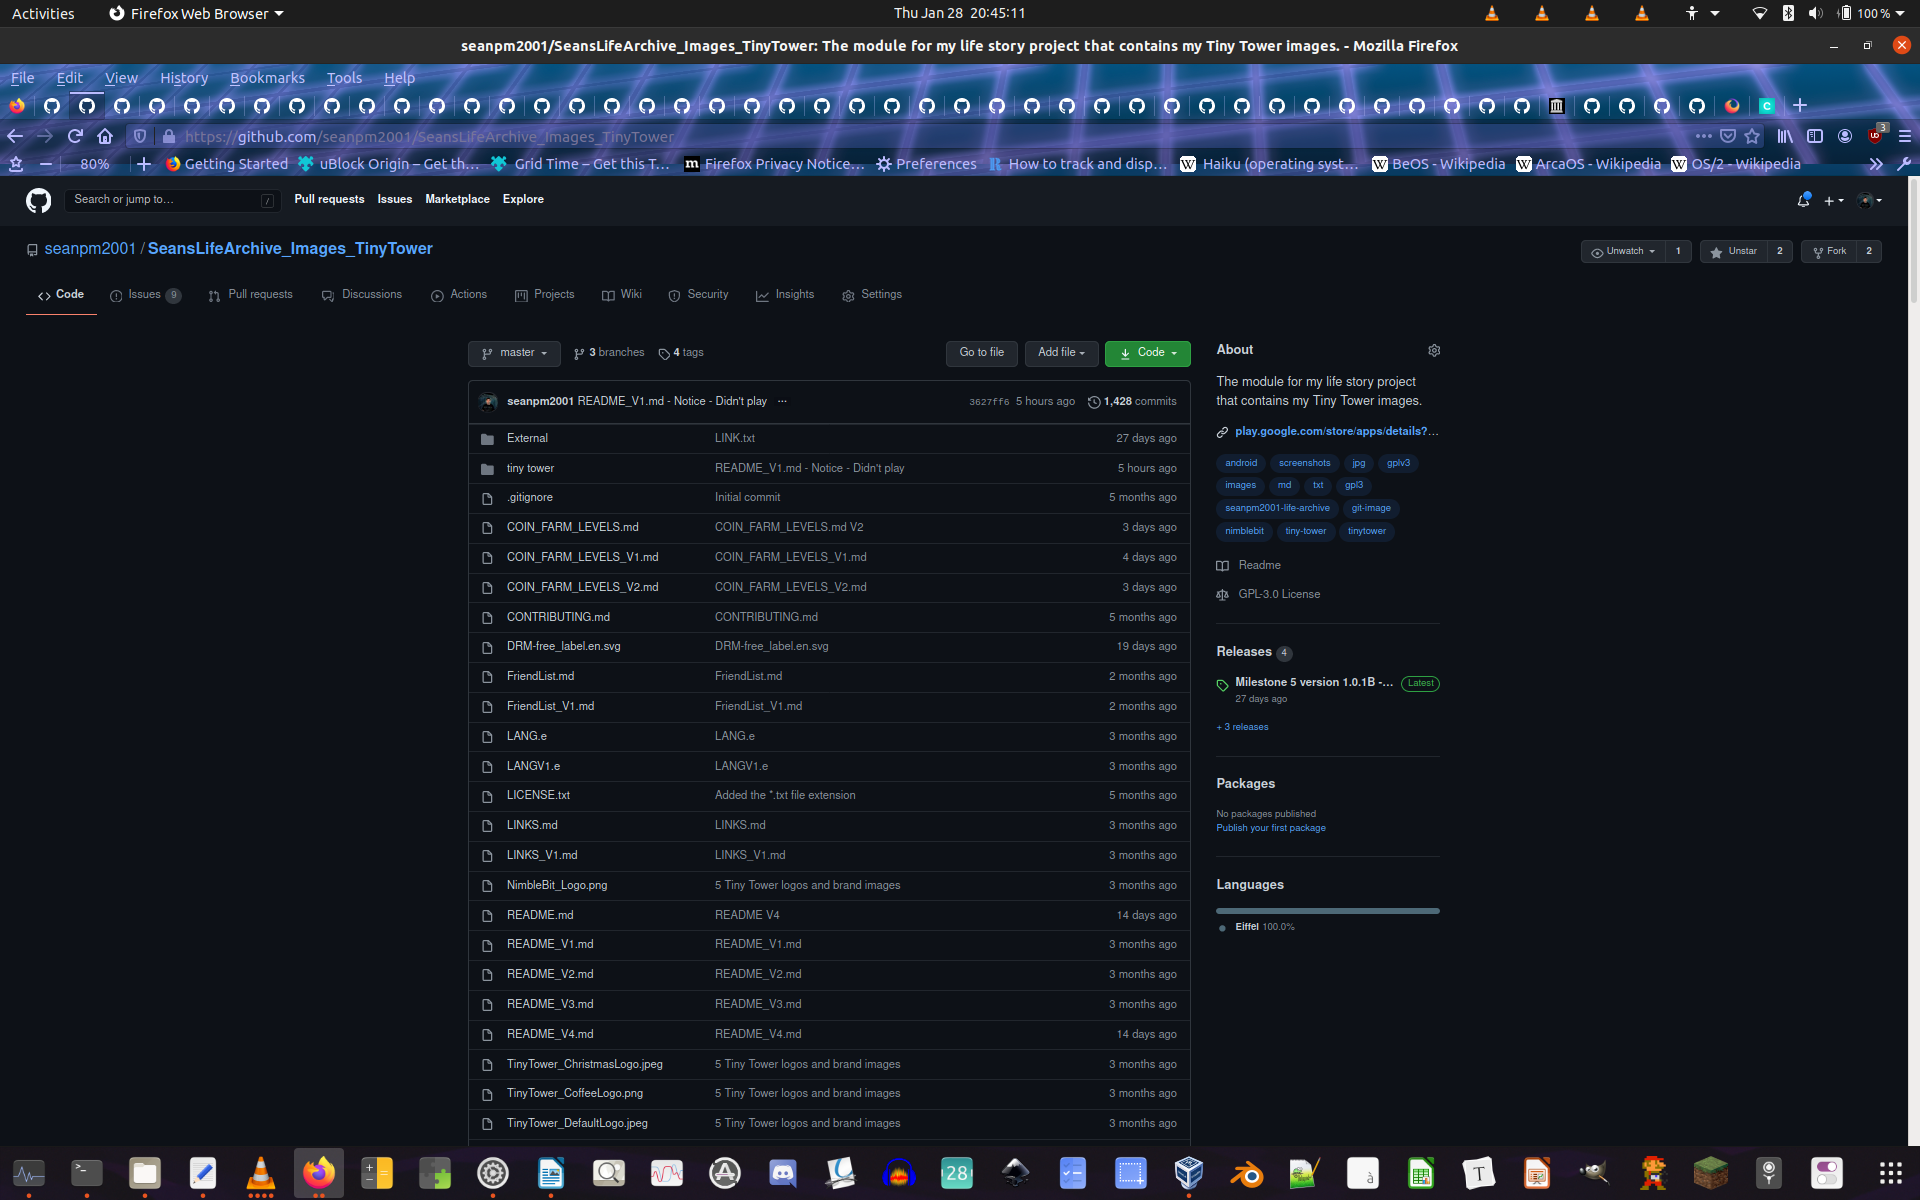 Activities Firefox Web Browser Thu Jan 28 20:45:11 100 %
seanpm2001/SeansLifeArchive_Images_TinyTower: The module for my life story project that contains my Tiny Tower images. - Mozilla Firefox
File Edit View History Bookmarks Tools Help
https://github.com/seanpm2001/SeansLifeArchive_Images_TinyTower 3
80% Getting Started uBlock Origin – Get th… Grid Time – Get this T… Firefox Privacy Notice… Preferences How to track and disp… Haiku (operating syst… BeOS - Wikipedia ArcaOS - Wikipedia OS/2 - Wikipedia
Search or jump to… / Pull requests Issues Marketplace Explore
seanpm2001 / SeansLifeArchive_Images_TinyTower Unwatch 1 Unstar 2 Fork 2
Code Issues 9 Pull requests Discussions Actions Projects Wiki Security Insights Settings
master 3 branches 4 tags Go to file Add file Code
seanpm2001 README_V1.md - Notice - Didn't play ... 3627ff6 5 hours ago 1,428 commits
External LINK.txt 27 days ago
tiny tower README_V1.md - Notice - Didn't play 5 hours ago
.gitignore Initial commit 5 months ago
COIN_FARM_LEVELS.md COIN_FARM_LEVELS.md V2 3 days ago
COIN_FARM_LEVELS_V1.md COIN_FARM_LEVELS_V1.md 4 days ago
COIN_FARM_LEVELS_V2.md COIN_FARM_LEVELS_V2.md 3 days ago
CONTRIBUTING.md CONTRIBUTING.md 5 months ago
DRM-free_label.en.svg DRM-free_label.en.svg 19 days ago
FriendList.md FriendList.md 2 months ago
FriendList_V1.md FriendList_V1.md 2 months ago
LANG.e LANG.e 3 months ago
LANGV1.e LANGV1.e 3 months ago
LICENSE.txt Added the *.txt file extension 5 months ago
LINKS.md LINKS.md 3 months ago
LINKS_V1.md LINKS_V1.md 3 months ago
NimbleBit_Logo.png 5 Tiny Tower logos and brand images 3 months ago
README.md README V4 14 days ago
README_V1.md README_V1.md 3 months ago
README_V2.md README_V2.md 3 months ago
README_V3.md README_V3.md 3 months ago
README_V4.md README_V4.md 14 days ago
TinyTower_ChristmasLogo.jpeg 5 Tiny Tower logos and brand images 3 months ago
TinyTower_CoffeeLogo.png 5 Tiny Tower logos and brand images 3 months ago
TinyTower_DefaultLogo.jpeg 5 Tiny Tower logos and brand images 3 months ago
About
The module for my life story project
that contains my Tiny Tower images.
play.google.com/store/apps/details?…
android screenshots jpg gplv3
images md txt gpl3
seanpm2001-life-archive git-image
nimblebit tiny-tower tinytower
Readme
GPL-3.0 License
Releases 4
Milestone 5 version 1.0.1B -… Latest
27 days ago
+ 3 releases
Packages
No packages published
Publish your first package
Languages
Eiffel 100.0%
28